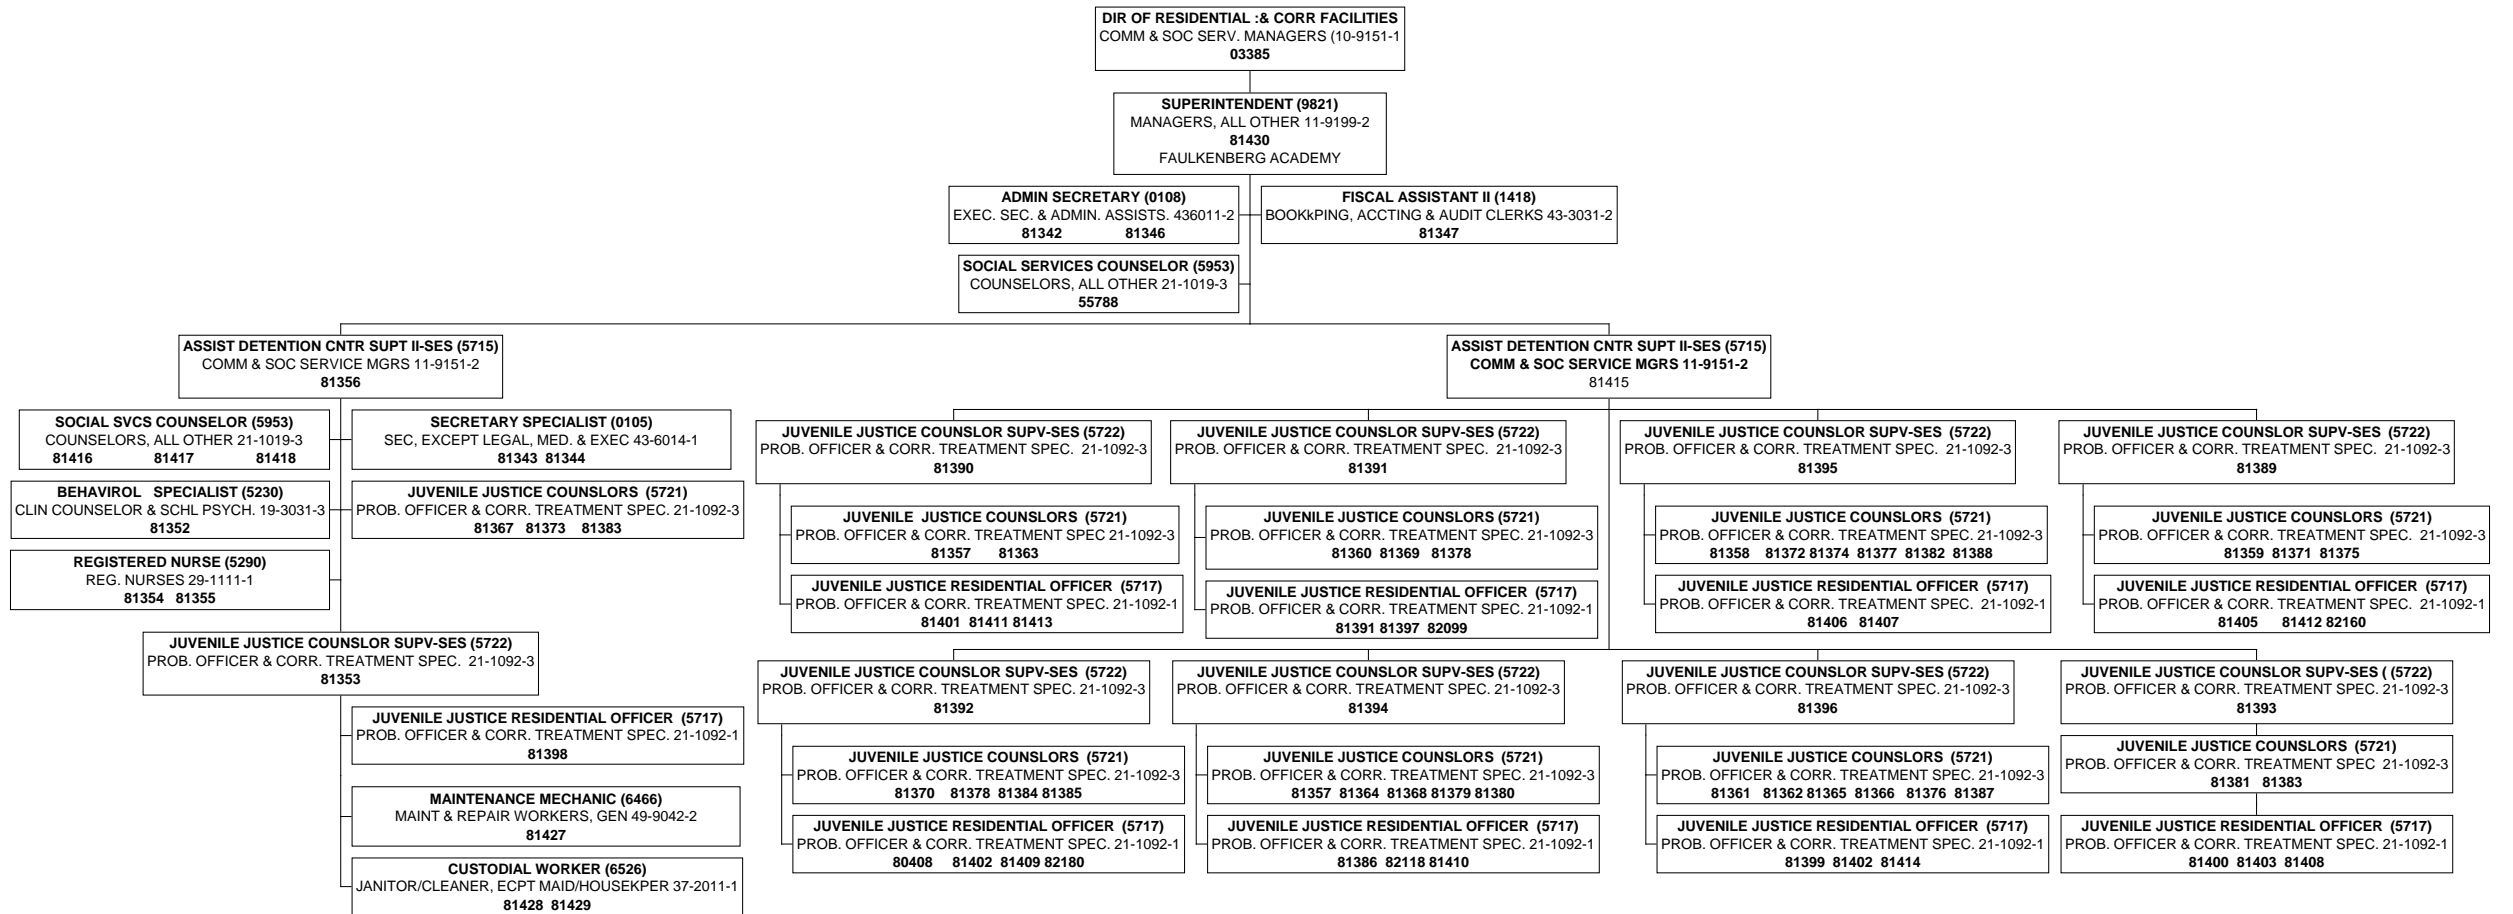 DIR OF RESIDENTIAL :& CORR FACILITIES
COMM & SOC SERV. MANAGERS (10-9151-1
03385
SUPERINTENDENT (9821)
MANAGERS, ALL OTHER 11-9199-2
81430
FAULKENBERG ACADEMY
ADMIN SECRETARY (0108)
EXEC. SEC. & ADMIN. ASSISTS. 436011-2
81342 81346
FISCAL ASSISTANT II (1418)
BOOKkPING, ACCTING & AUDIT CLERKS 43-3031-2
81347
SOCIAL SERVICES COUNSELOR (5953)
COUNSELORS, ALL OTHER 21-1019-3
55788
ASSIST DETENTION CNTR SUPT II-SES (5715)
COMM & SOC SERVICE MGRS 11-9151-2
81356
SOCIAL SVCS COUNSELOR (5953)
COUNSELORS, ALL OTHER 21-1019-3
81416 81417 81418
SECRETARY SPECIALIST (0105)
SEC, EXCEPT LEGAL, MED. & EXEC 43-6014-1
81343 81344
BEHAVIROL SPECIALIST (5230)
CLIN COUNSELOR & SCHL PSYCH. 19-3031-3
81352
JUVENILE JUSTICE COUNSLORS (5721)
PROB. OFFICER & CORR. TREATMENT SPEC. 21-1092-3
81367 81373 81383
REGISTERED NURSE (5290)
REG. NURSES 29-1111-1
81354 81355
JUVENILE JUSTICE COUNSLOR SUPV-SES (5722)
PROB. OFFICER & CORR. TREATMENT SPEC. 21-1092-3
81353
JUVENILE JUSTICE RESIDENTIAL OFFICER (5717)
PROB. OFFICER & CORR. TREATMENT SPEC. 21-1092-1
81398
MAINTENANCE MECHANIC (6466)
MAINT & REPAIR WORKERS, GEN 49-9042-2
81427
CUSTODIAL WORKER (6526)
JANITOR/CLEANER, ECPT MAID/HOUSEKPER 37-2011-1
81428 81429
ASSIST DETENTION CNTR SUPT II-SES (5715)
COMM & SOC SERVICE MGRS 11-9151-2
81415
JUVENILE JUSTICE COUNSLOR SUPV-SES (5722)
PROB. OFFICER & CORR. TREATMENT SPEC. 21-1092-3
81390
JUVENILE JUSTICE COUNSLORS (5721)
PROB. OFFICER & CORR. TREATMENT SPEC 21-1092-3
81357 81363
JUVENILE JUSTICE RESIDENTIAL OFFICER (5717)
PROB. OFFICER & CORR. TREATMENT SPEC. 21-1092-1
81401 81411 81413
JUVENILE JUSTICE COUNSLOR SUPV-SES (5722)
PROB. OFFICER & CORR. TREATMENT SPEC. 21-1092-3
81391
JUVENILE JUSTICE COUNSLORS (5721)
PROB. OFFICER & CORR. TREATMENT SPEC. 21-1092-3
81360 81369 81378
JUVENILE JUSTICE RESIDENTIAL OFFICER (5717)
PROB. OFFICER & CORR. TREATMENT SPEC. 21-1092-1
81391 81397 82099
JUVENILE JUSTICE COUNSLOR SUPV-SES (5722)
PROB. OFFICER & CORR. TREATMENT SPEC. 21-1092-3
81395
JUVENILE JUSTICE COUNSLORS (5721)
PROB. OFFICER & CORR. TREATMENT SPEC. 21-1092-3
81358 81372 81374 81377 81382 81388
JUVENILE JUSTICE RESIDENTIAL OFFICER (5717)
PROB. OFFICER & CORR. TREATMENT SPEC. 21-1092-1
81406 81407
JUVENILE JUSTICE COUNSLOR SUPV-SES (5722)
PROB. OFFICER & CORR. TREATMENT SPEC. 21-1092-3
81389
JUVENILE JUSTICE COUNSLORS (5721)
PROB. OFFICER & CORR. TREATMENT SPEC. 21-1092-3
81359 81371 81375
JUVENILE JUSTICE RESIDENTIAL OFFICER (5717)
PROB. OFFICER & CORR. TREATMENT SPEC. 21-1092-1
81405 81412 82160
JUVENILE JUSTICE COUNSLOR SUPV-SES (5722)
PROB. OFFICER & CORR. TREATMENT SPEC. 21-1092-3
81392
JUVENILE JUSTICE COUNSLORS (5721)
PROB. OFFICER & CORR. TREATMENT SPEC. 21-1092-3
81370 81378 81384 81385
JUVENILE JUSTICE RESIDENTIAL OFFICER (5717)
PROB. OFFICER & CORR. TREATMENT SPEC. 21-1092-1
80408 81402 81409 82180
JUVENILE JUSTICE COUNSLOR SUPV-SES (5722)
PROB. OFFICER & CORR. TREATMENT SPEC. 21-1092-3
81394
JUVENILE JUSTICE COUNSLORS (5721)
PROB. OFFICER & CORR. TREATMENT SPEC. 21-1092-3
81357 81364 81368 81379 81380
JUVENILE JUSTICE RESIDENTIAL OFFICER (5717)
PROB. OFFICER & CORR. TREATMENT SPEC. 21-1092-1
81386 82118 81410
JUVENILE JUSTICE COUNSLOR SUPV-SES (5722)
PROB. OFFICER & CORR. TREATMENT SPEC. 21-1092-3
81396
JUVENILE JUSTICE COUNSLORS (5721)
PROB. OFFICER & CORR. TREATMENT SPEC. 21-1092-3
81361 81362 81365 81366 81376 81387
JUVENILE JUSTICE RESIDENTIAL OFFICER (5717)
PROB. OFFICER & CORR. TREATMENT SPEC. 21-1092-1
81399 81402 81414
JUVENILE JUSTICE COUNSLOR SUPV-SES ( (5722)
PROB. OFFICER & CORR. TREATMENT SPEC. 21-1092-3
81393
JUVENILE JUSTICE COUNSLORS (5721)
PROB. OFFICER & CORR. TREATMENT SPEC 21-1092-3
81381 81383
JUVENILE JUSTICE RESIDENTIAL OFFICER (5717)
PROB. OFFICER & CORR. TREATMENT SPEC. 21-1092-1
81400 81403 81408